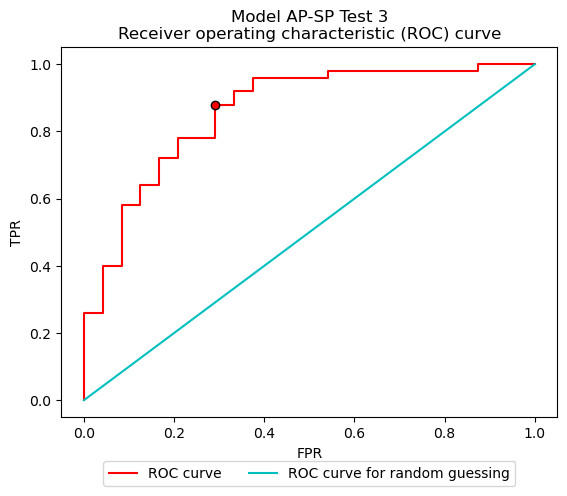 Model AP-SP Test 3
Receiver operating characteristic (ROC) curve
1.0
0.8
0.6
0.4
0.2
0.0
TPR
0.0 0.2 0.4 0.6 0.8 1.0
FPR
ROC curve ROC curve for random guessing